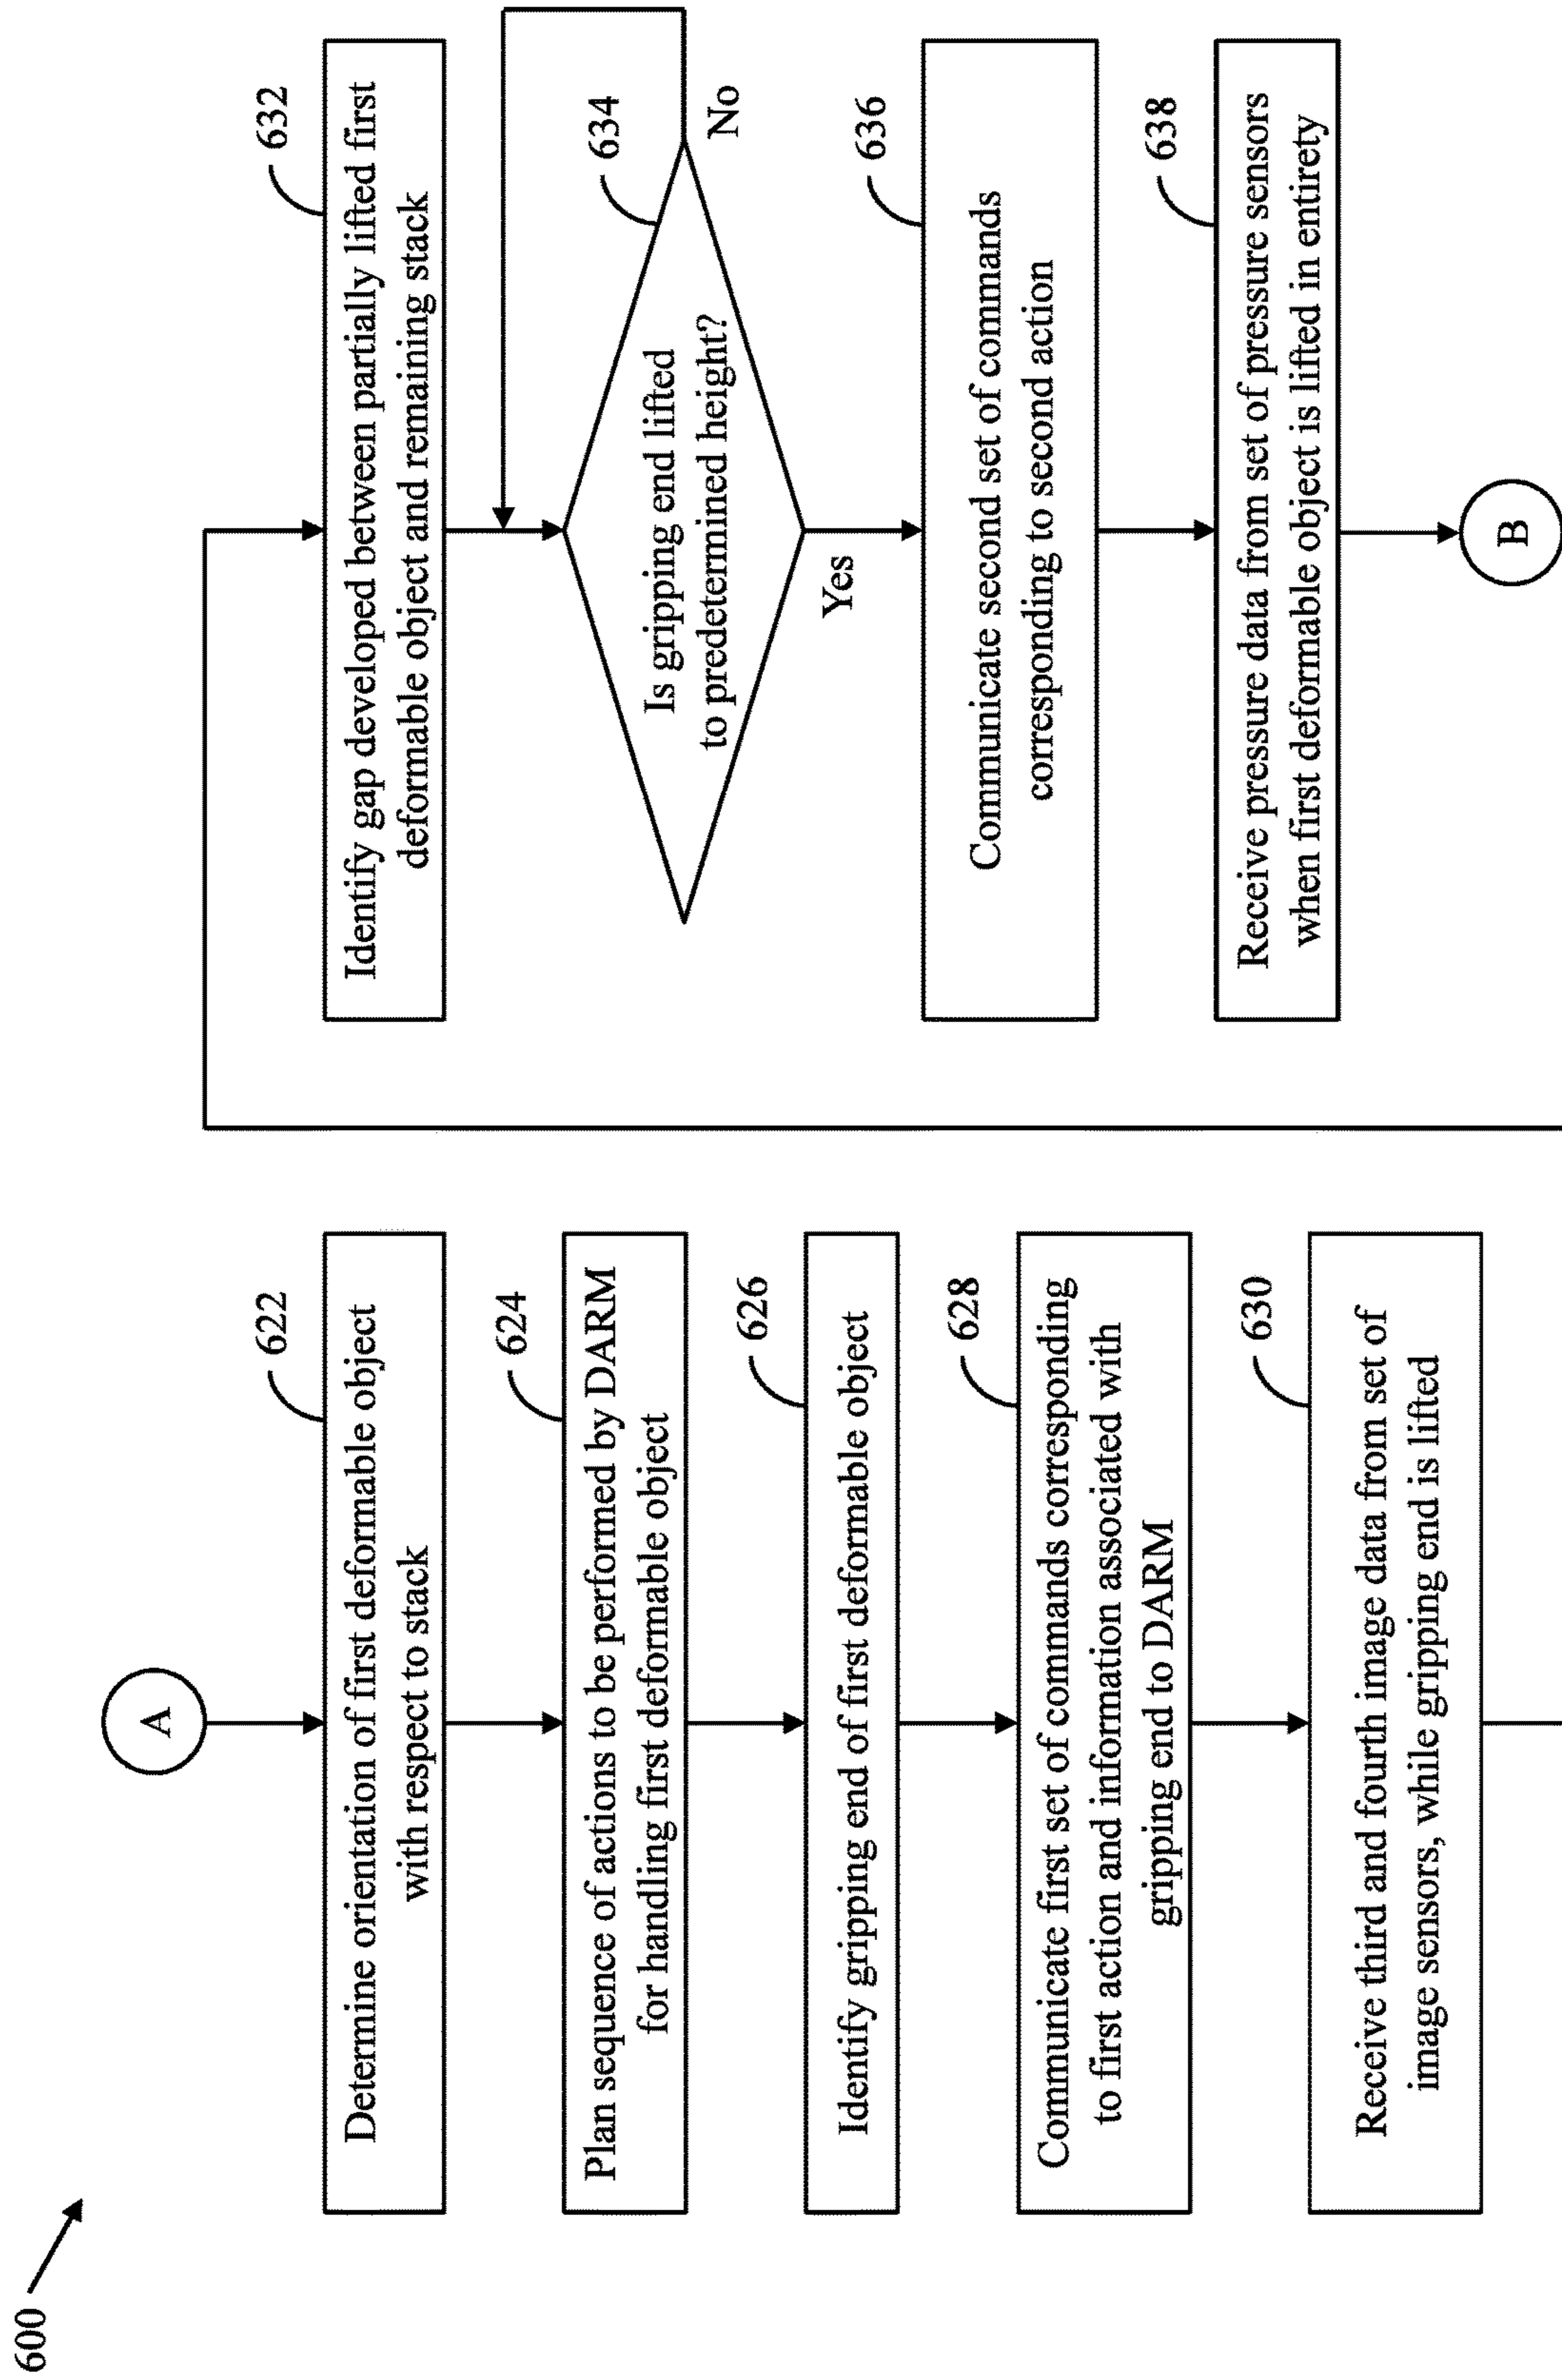 600
A
622
Determine orientation of first deformable object
with respect to stack
624
Plan sequence of actions to be performed by DARM
for handling first deformable object
626
Identify gripping end of first deformable object
628
Communicate first set of commands corresponding
to first action and information associated with
gripping end to DARM
630
Receive third and fourth image data from set of
image sensors, while gripping end is lifted
632
Identify gap developed between partially lifted first
deformable object and remaining stack
634
Is gripping end lifted
to predetermined height?
No
Yes
636
Communicate second set of commands
corresponding to second action
638
Receive pressure data from set of pressure sensors
when first deformable object is lifted in entirety
B